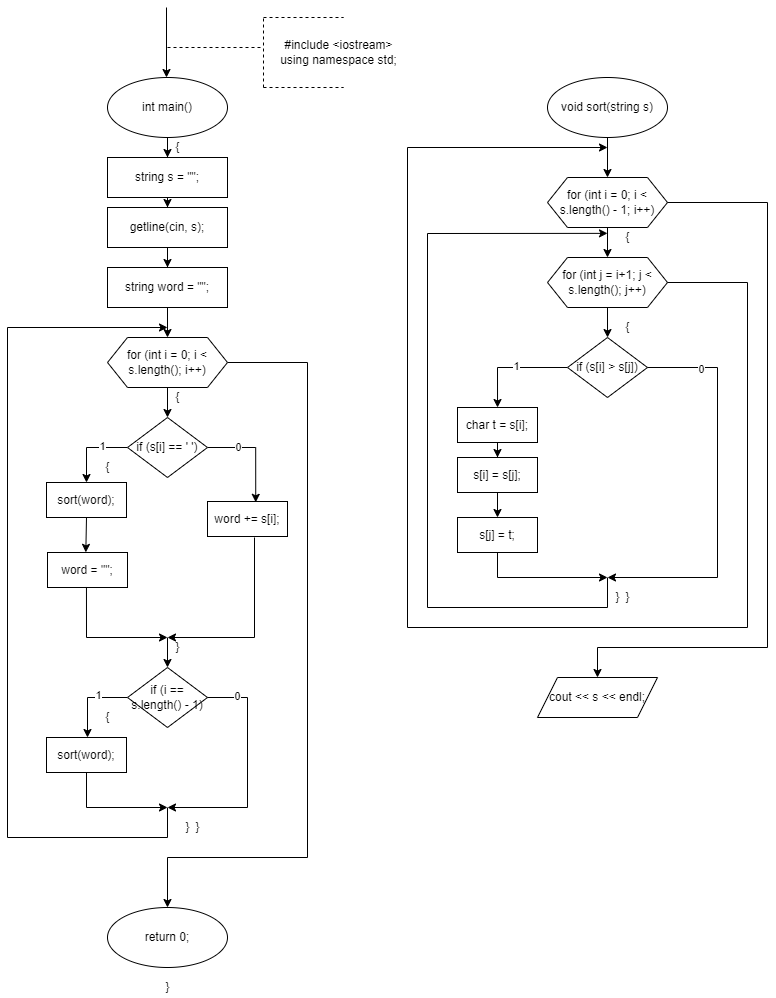 #include <iostream>
using namespace std;
int main()
{
string s = "";
getline(cin, s);
string word = "";
for (int i = 0; i <
s.length(); i++)
{
if (s[i] == ' ')
1
0
{
sort(word);
word += s[i];
word = "";
}
if (i ==
s.length() - 1)
1
0
{
sort(word);
} }
return 0;
}
void sort(string s)
for (int i = 0; i <
s.length() - 1; i++)
{
for (int j = i+1; j <
s.length(); j++)
{
if (s[i] > s[j])
1
0
char t = s[i];
s[i] = s[j];
s[j] = t;
} }
cout << s << endl;